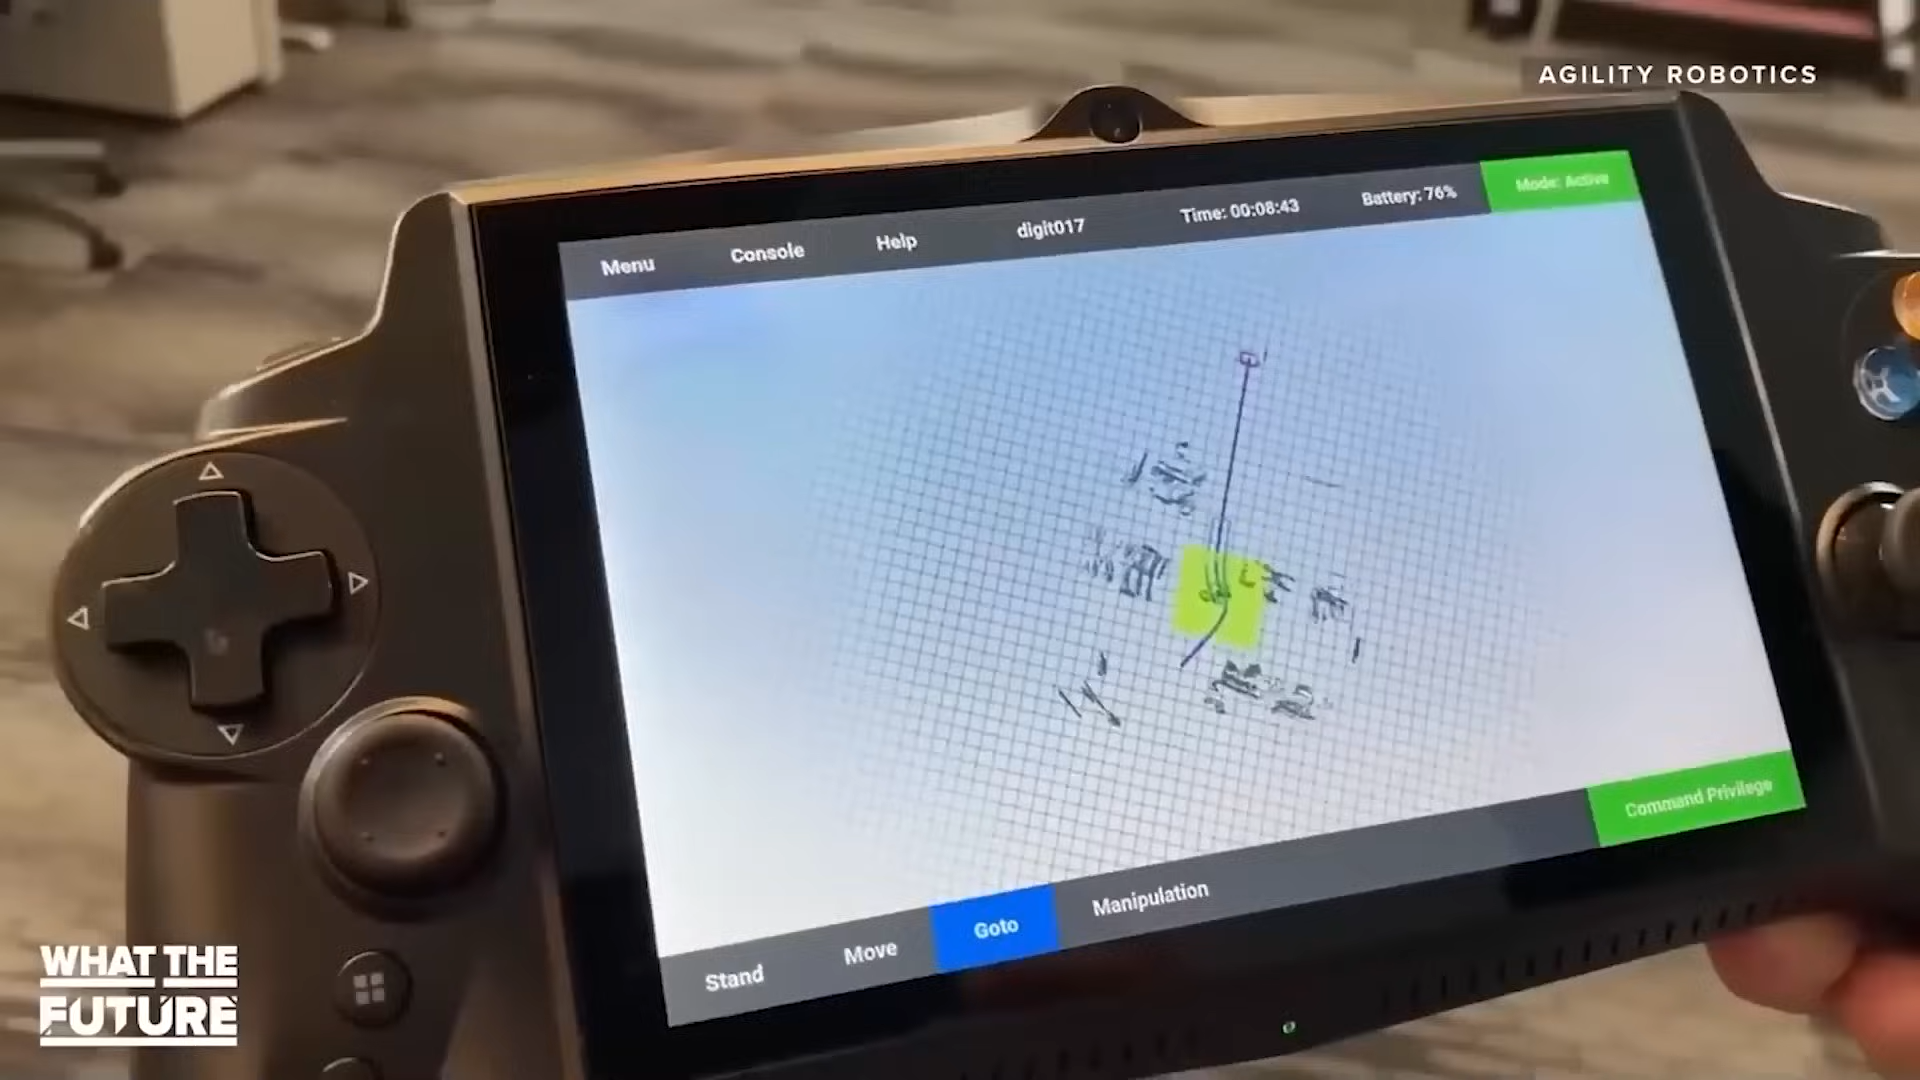 AGILITY ROBOTICS
Menu Console Help digit017 Time: 00:08:43 Battery: 76% Mode: Active
Command Privilege
Stand Move Goto Manipulation
WHAT THE
FUTURE